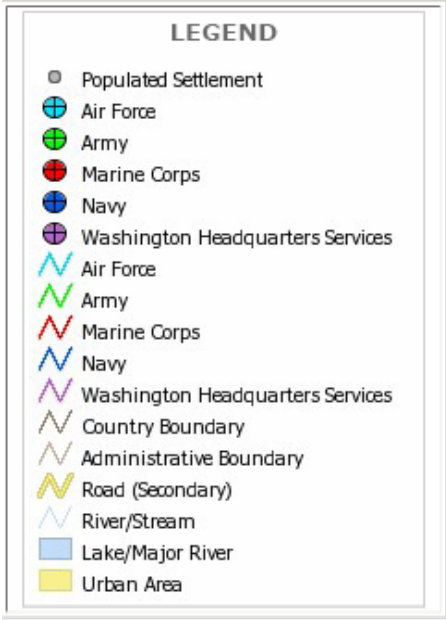 LEGEND
Populated Settlement
Air Force
Army
Marine Corps
Navy
Washington Headquarters Services
Air Force
Army
Marine Corps
Navy
Washington Headquarters Services
Country Boundary
Administrative Boundary
Road (Secondary)
River/Stream
Lake/Major River
Urban Area